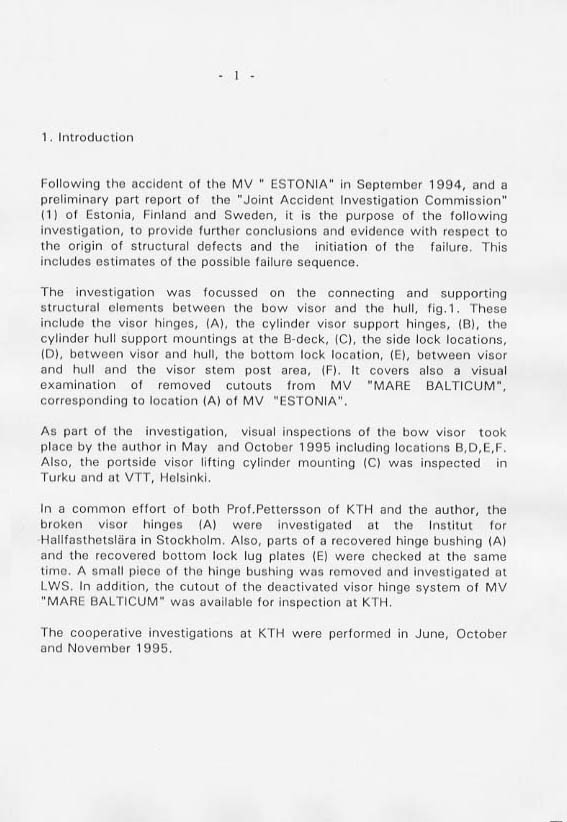 - 1 -
1. Introduction
Following the accident of the MV " ESTONIA" in September 1994, and a
preliminary part report of the "Joint Accident Investigation Commission"
(1) of Estonia, Finland and Sweden, it is the purpose of the following
investigation, to provide further conclusions and evidence with respect to
the origin of structural defects and the initiation of the failure. This
includes estimates of the possible failure sequence.
The investigation was focussed on the connecting and supporting
structural elements between the bow visor and the hull, fig.1. These
include the visor hinges, (A), the cylinder visor support hinges, (B), the
cylinder hull support mountings at the B-deck, (C), the side lock locations,
(D), between visor and hull, the bottom lock location, (E), between visor
and hull and the visor stem post area, (F). It covers also a visual
examination of removed cutouts from MV "MARE BALTICUM",
corresponding to location (A) of MV "ESTONIA".
As part of the investigation, visual inspections of the bow visor took
place by the author in May and October 1995 including locations B,D,E,F.
Also, the portside visor lifting cylinder mounting (C) was inspected in
Turku and at VTT, Helsinki.
In a common effort of both Prof.Pettersson of KTH and the author, the
broken visor hinges (A) were investigated at the Institut for
Hallfasthetslära in Stockholm. Also, parts of a recovered hinge bushing (A)
and the recovered bottom lock lug plates (E) were checked at the same
time. A small piece of the hinge bushing was removed and investigated at
LWS. In addition, the cutout of the deactivated visor hinge system of MV
"MARE BALTICUM" was available for inspection at KTH.
The cooperative investigations at KTH were performed in June, October
and November 1995.